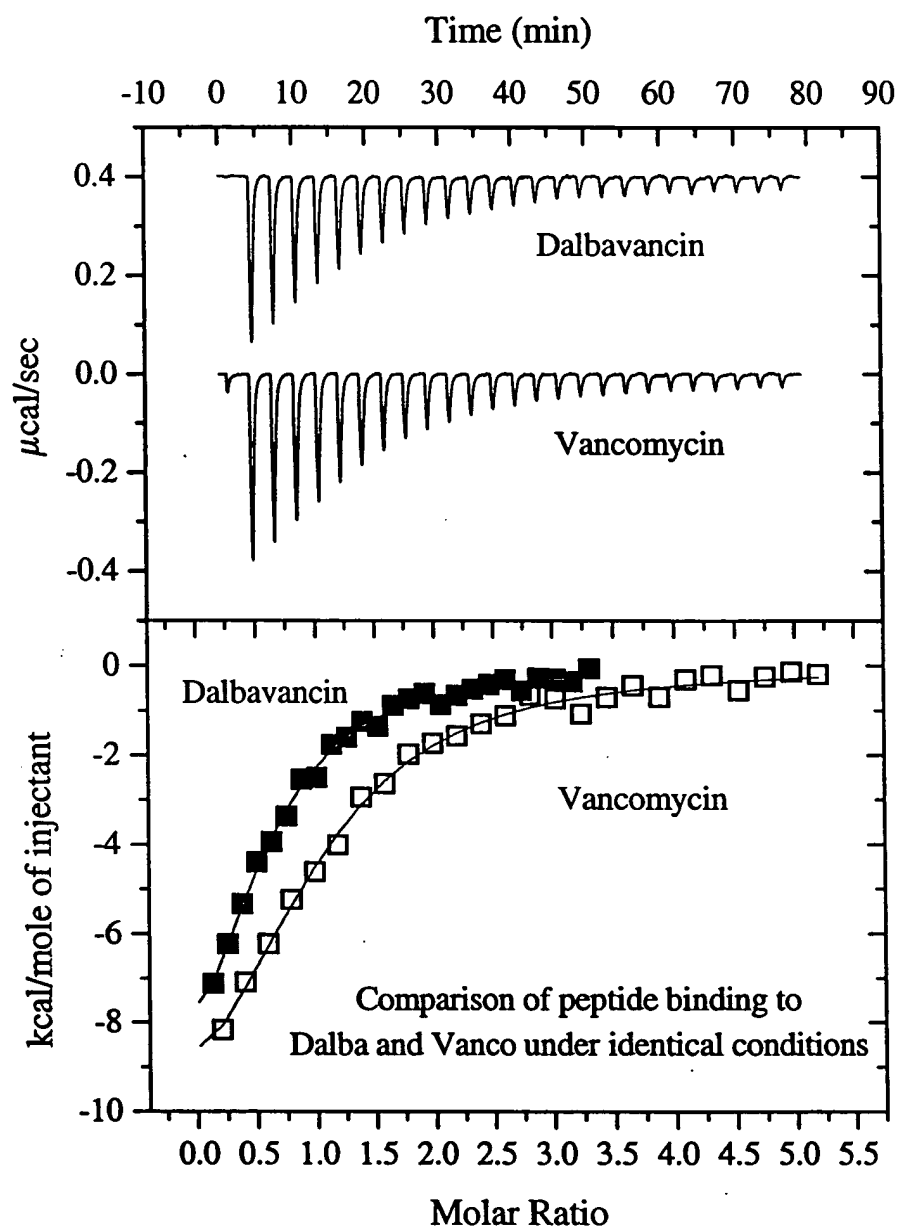 Time (min)
-10 0 10 20 30 40 50 60 70 80 90
0.4
Dalbavancin
0.2
0.0
µcal/sec
Vancomycin
-0.2
-0.4
0
Dalbavancin
-2
kcal/mole of injectant
Vancomycin
-4
-6
Comparison of peptide binding to
-8
Dalba and Vanco under identical conditions
-10
0.0 0.5 1.0 1.5 2.0 2.5 3.0 3.5 4.0 4.5 5.0 5.5
Molar Ratio